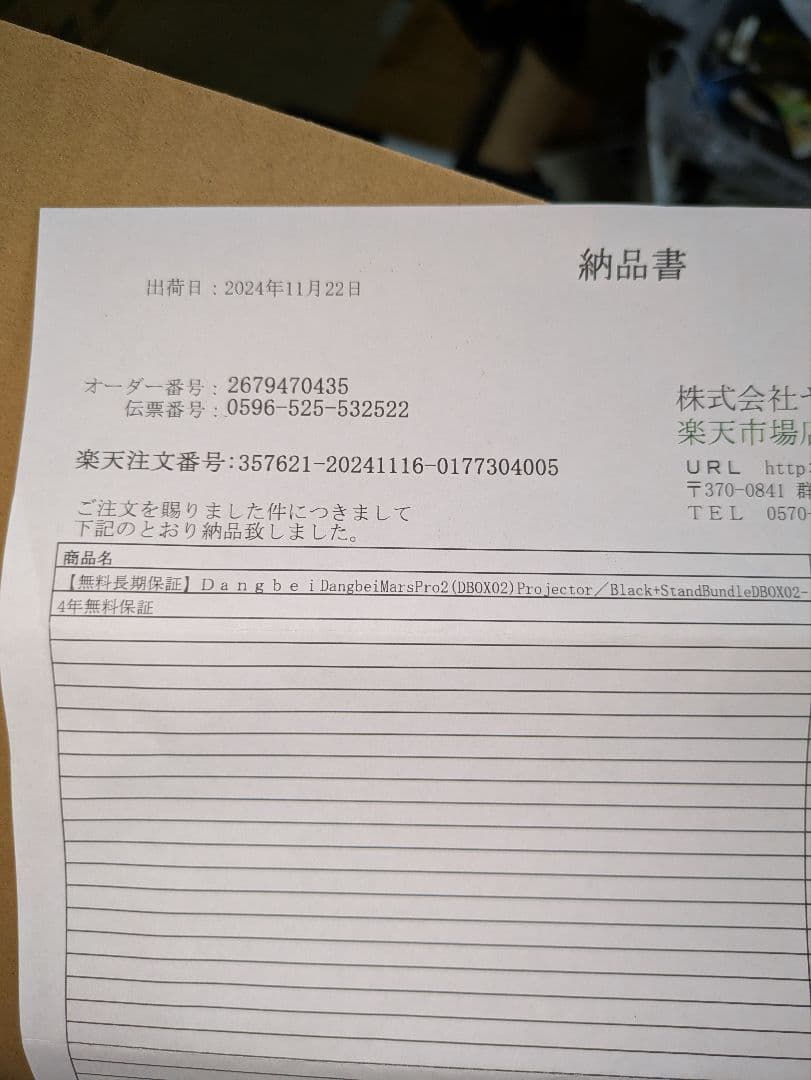 納品書
出荷日：2024年11月22日
オーダー番号：2679470435
伝票番号：0596-525-532522
楽天注文番号：357621-20241116-0177304005
株式会社ヤ
楽天市場店
ＵＲＬ　http
〒370-0841 群
ＴＥＬ　0570-
ご注文を賜りました件につきまして
下記のとおり納品致しました。
商品名
【無料長期保証】ＤａｎｇｂｅｉDangbeiMarsPro2(DBOX02)Projector／Black+StandBundleDBOX02-
4年無料保証